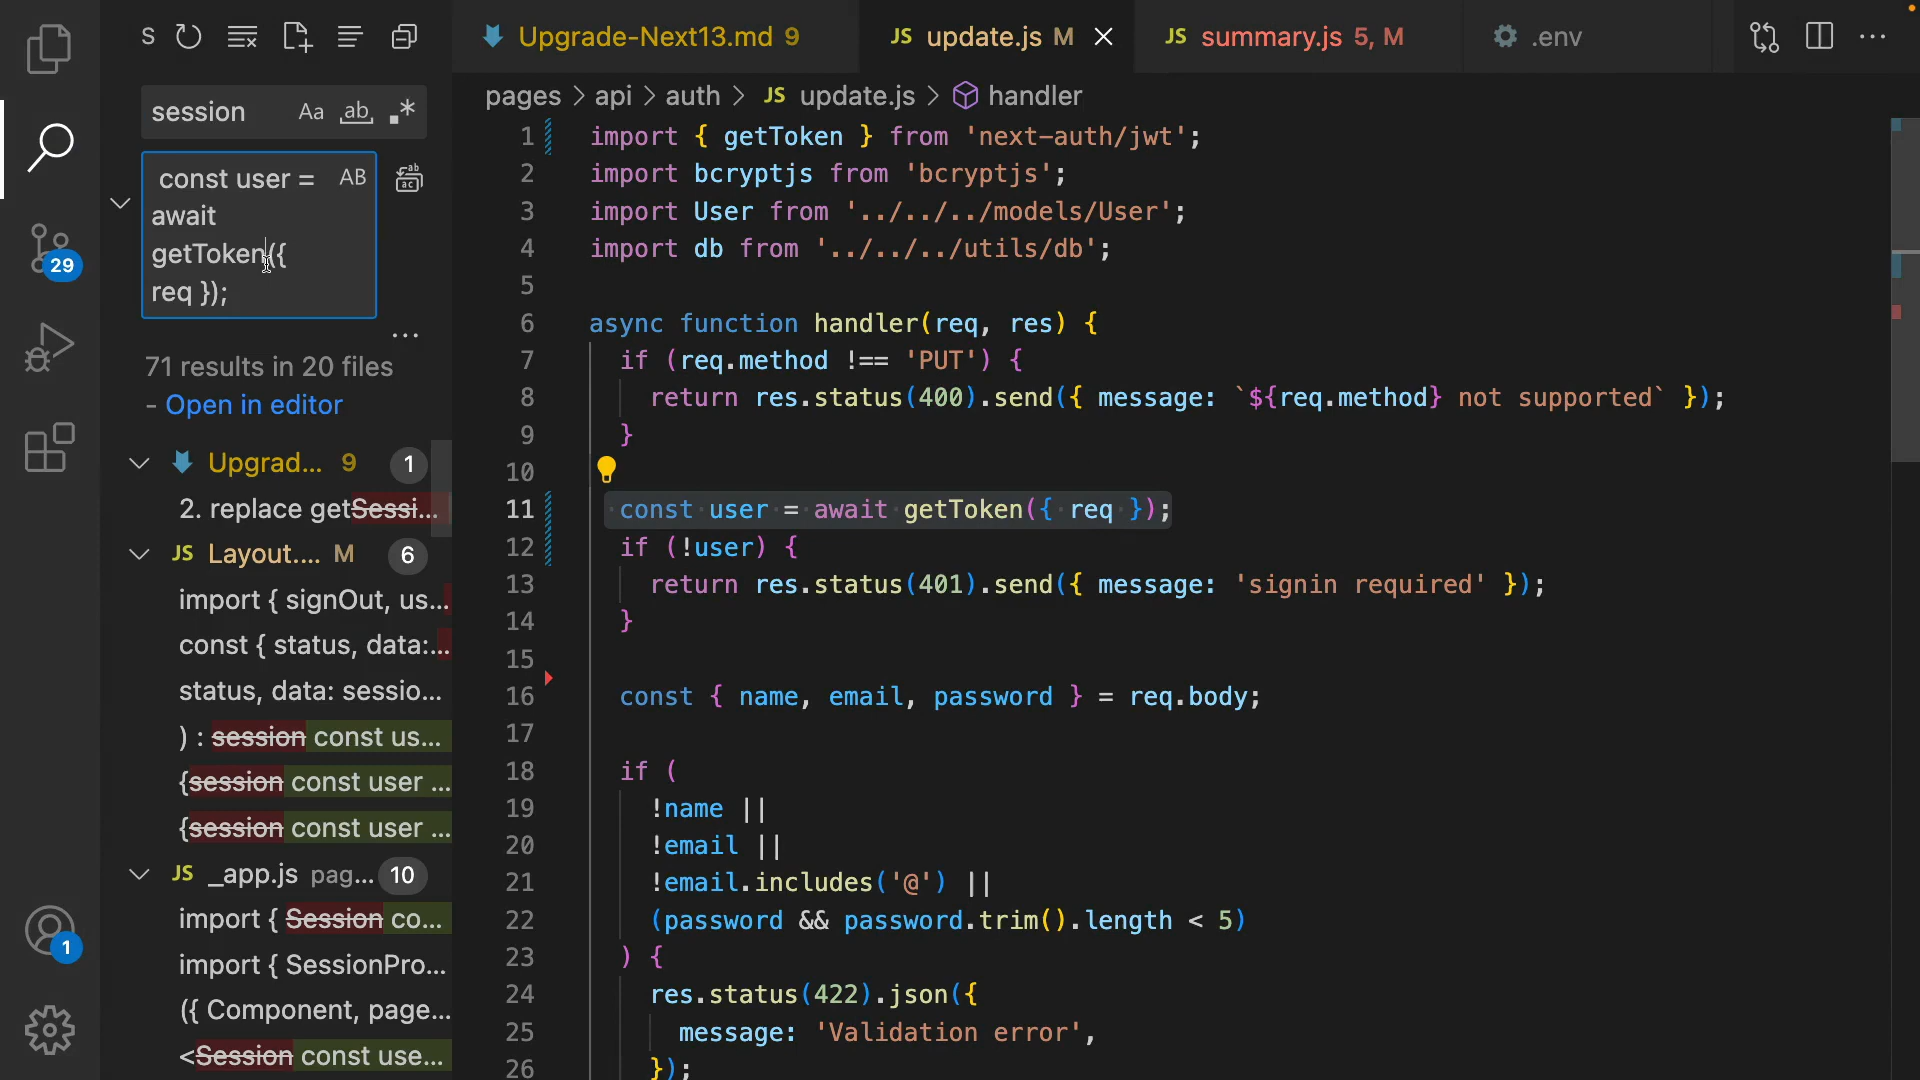 S
Upgrade-Next13.md 9
JS update.js M
JS summary.js 5, M
.env
session Aa ab
const user = AB
await
getToken({
req });
29
...
71 results in 20 files
- Open in editor
Upgrad... 9 1
2. replace getSessi...
JS Layout.... M 6
import { signOut, us...
const { status, data:...
status, data: sessio...
) : session const us...
{session const user ...
{session const user ...
JS _app.js pag... 10
import { Session co...
import { SessionPro...
({ Component, page...
<Session const use...
1
pages > api > auth > JS update.js > handler
1 import { getToken } from 'next-auth/jwt';
2 import bcryptjs from 'bcryptjs';
3 import User from '../../../models/User';
4 import db from '../../../utils/db';
5
6 async function handler(req, res) {
7 if (req.method !== 'PUT') {
8 return res.status(400).send({ message: `${req.method} not supported` });
9 }
10
11 const user = await getToken({ req });
12 if (!user) {
13 return res.status(401).send({ message: 'signin required' });
14 }
15
16 const { name, email, password } = req.body;
17
18 if (
19 !name ||
20 !email ||
21 !email.includes('@') ||
22 (password && password.trim().length < 5)
23 ) {
24 res.status(422).json({
25 message: 'Validation error',
26 });